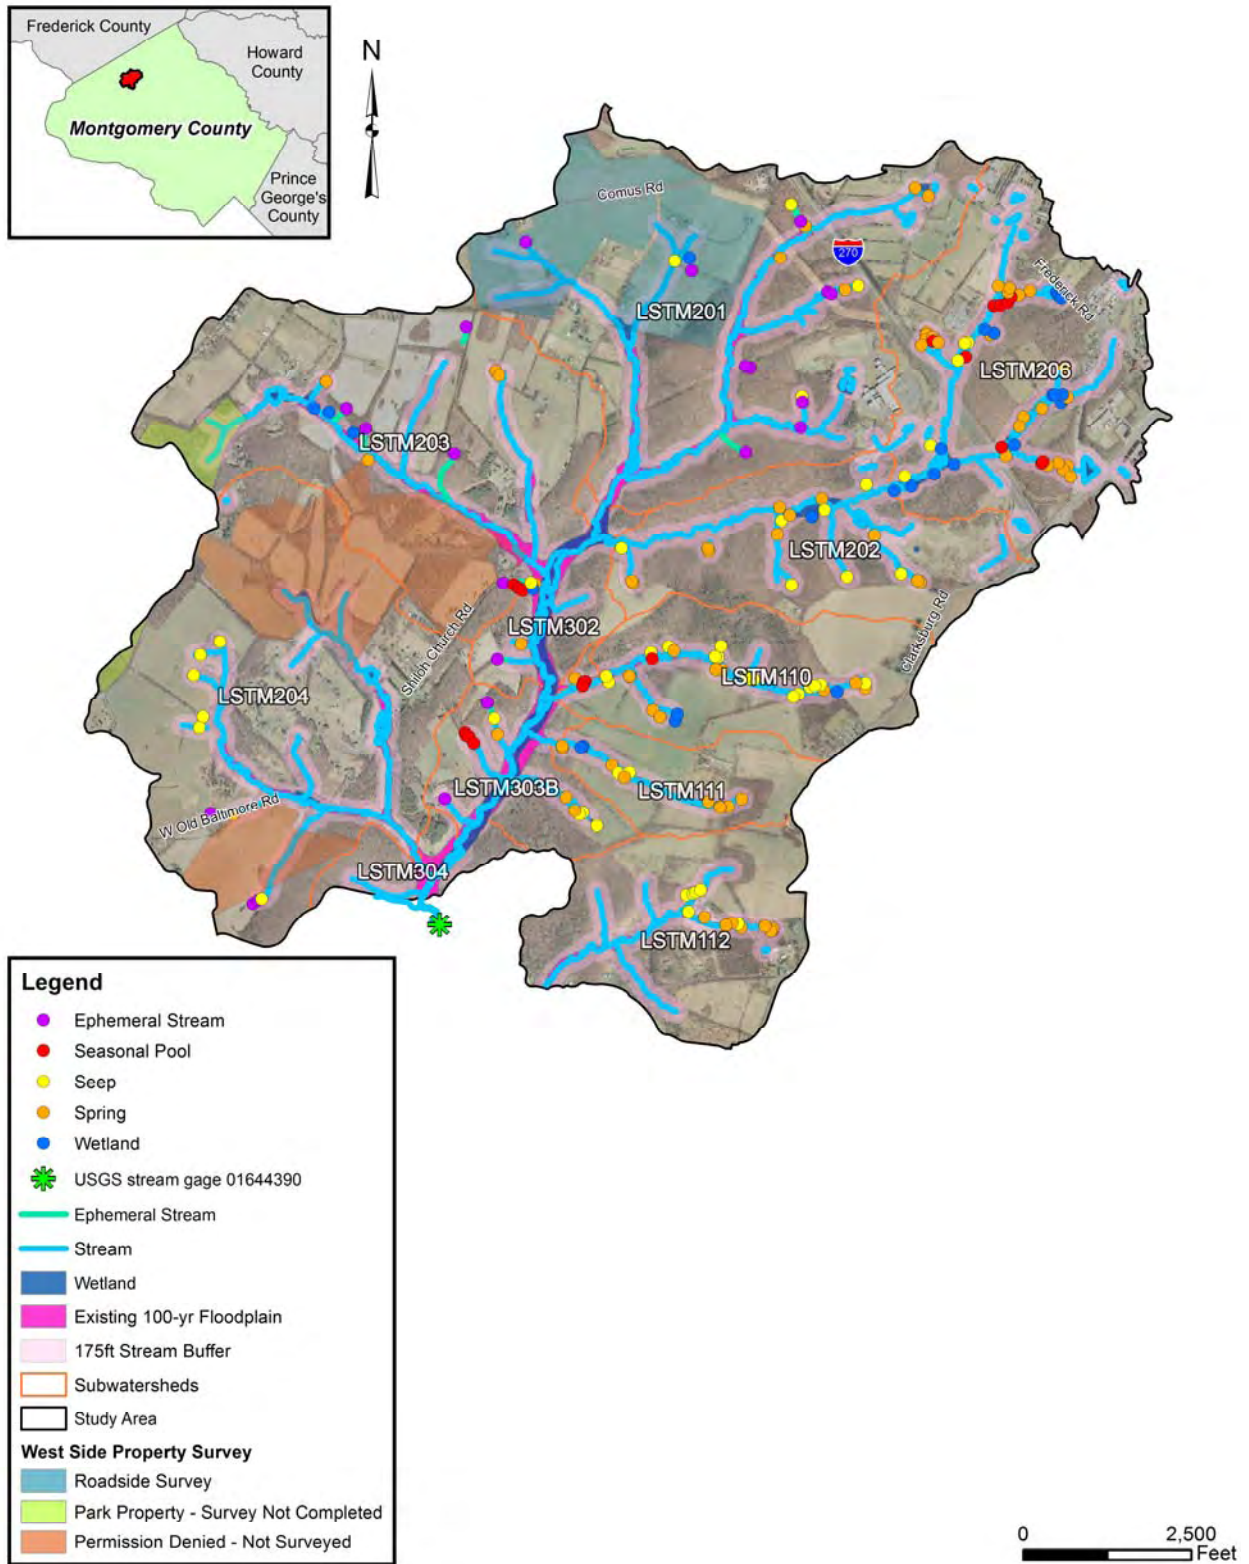 Frederick County
Howard
County
Montgomery County
Prince
George's
County
N
Comus Rd
270
Frederick Rd
LSTM201
LSTM206
LSTM203
LSTM202
Clarksburg Rd
Shiloh Church Rd
LSTM302
LSTM110
LSTM204
LSTM303B
LSTM111
W Old Baltimore Rd
LSTM304
LSTM112
Legend
Ephemeral Stream
Seasonal Pool
Seep
Spring
Wetland
USGS stream gage 01644390
Ephemeral Stream
Stream
Wetland
Existing 100-yr Floodplain
175ft Stream Buffer
Subwatersheds
Study Area
West Side Property Survey
Roadside Survey
Park Property - Survey Not Completed
Permission Denied - Not Surveyed
0 2,500
Feet